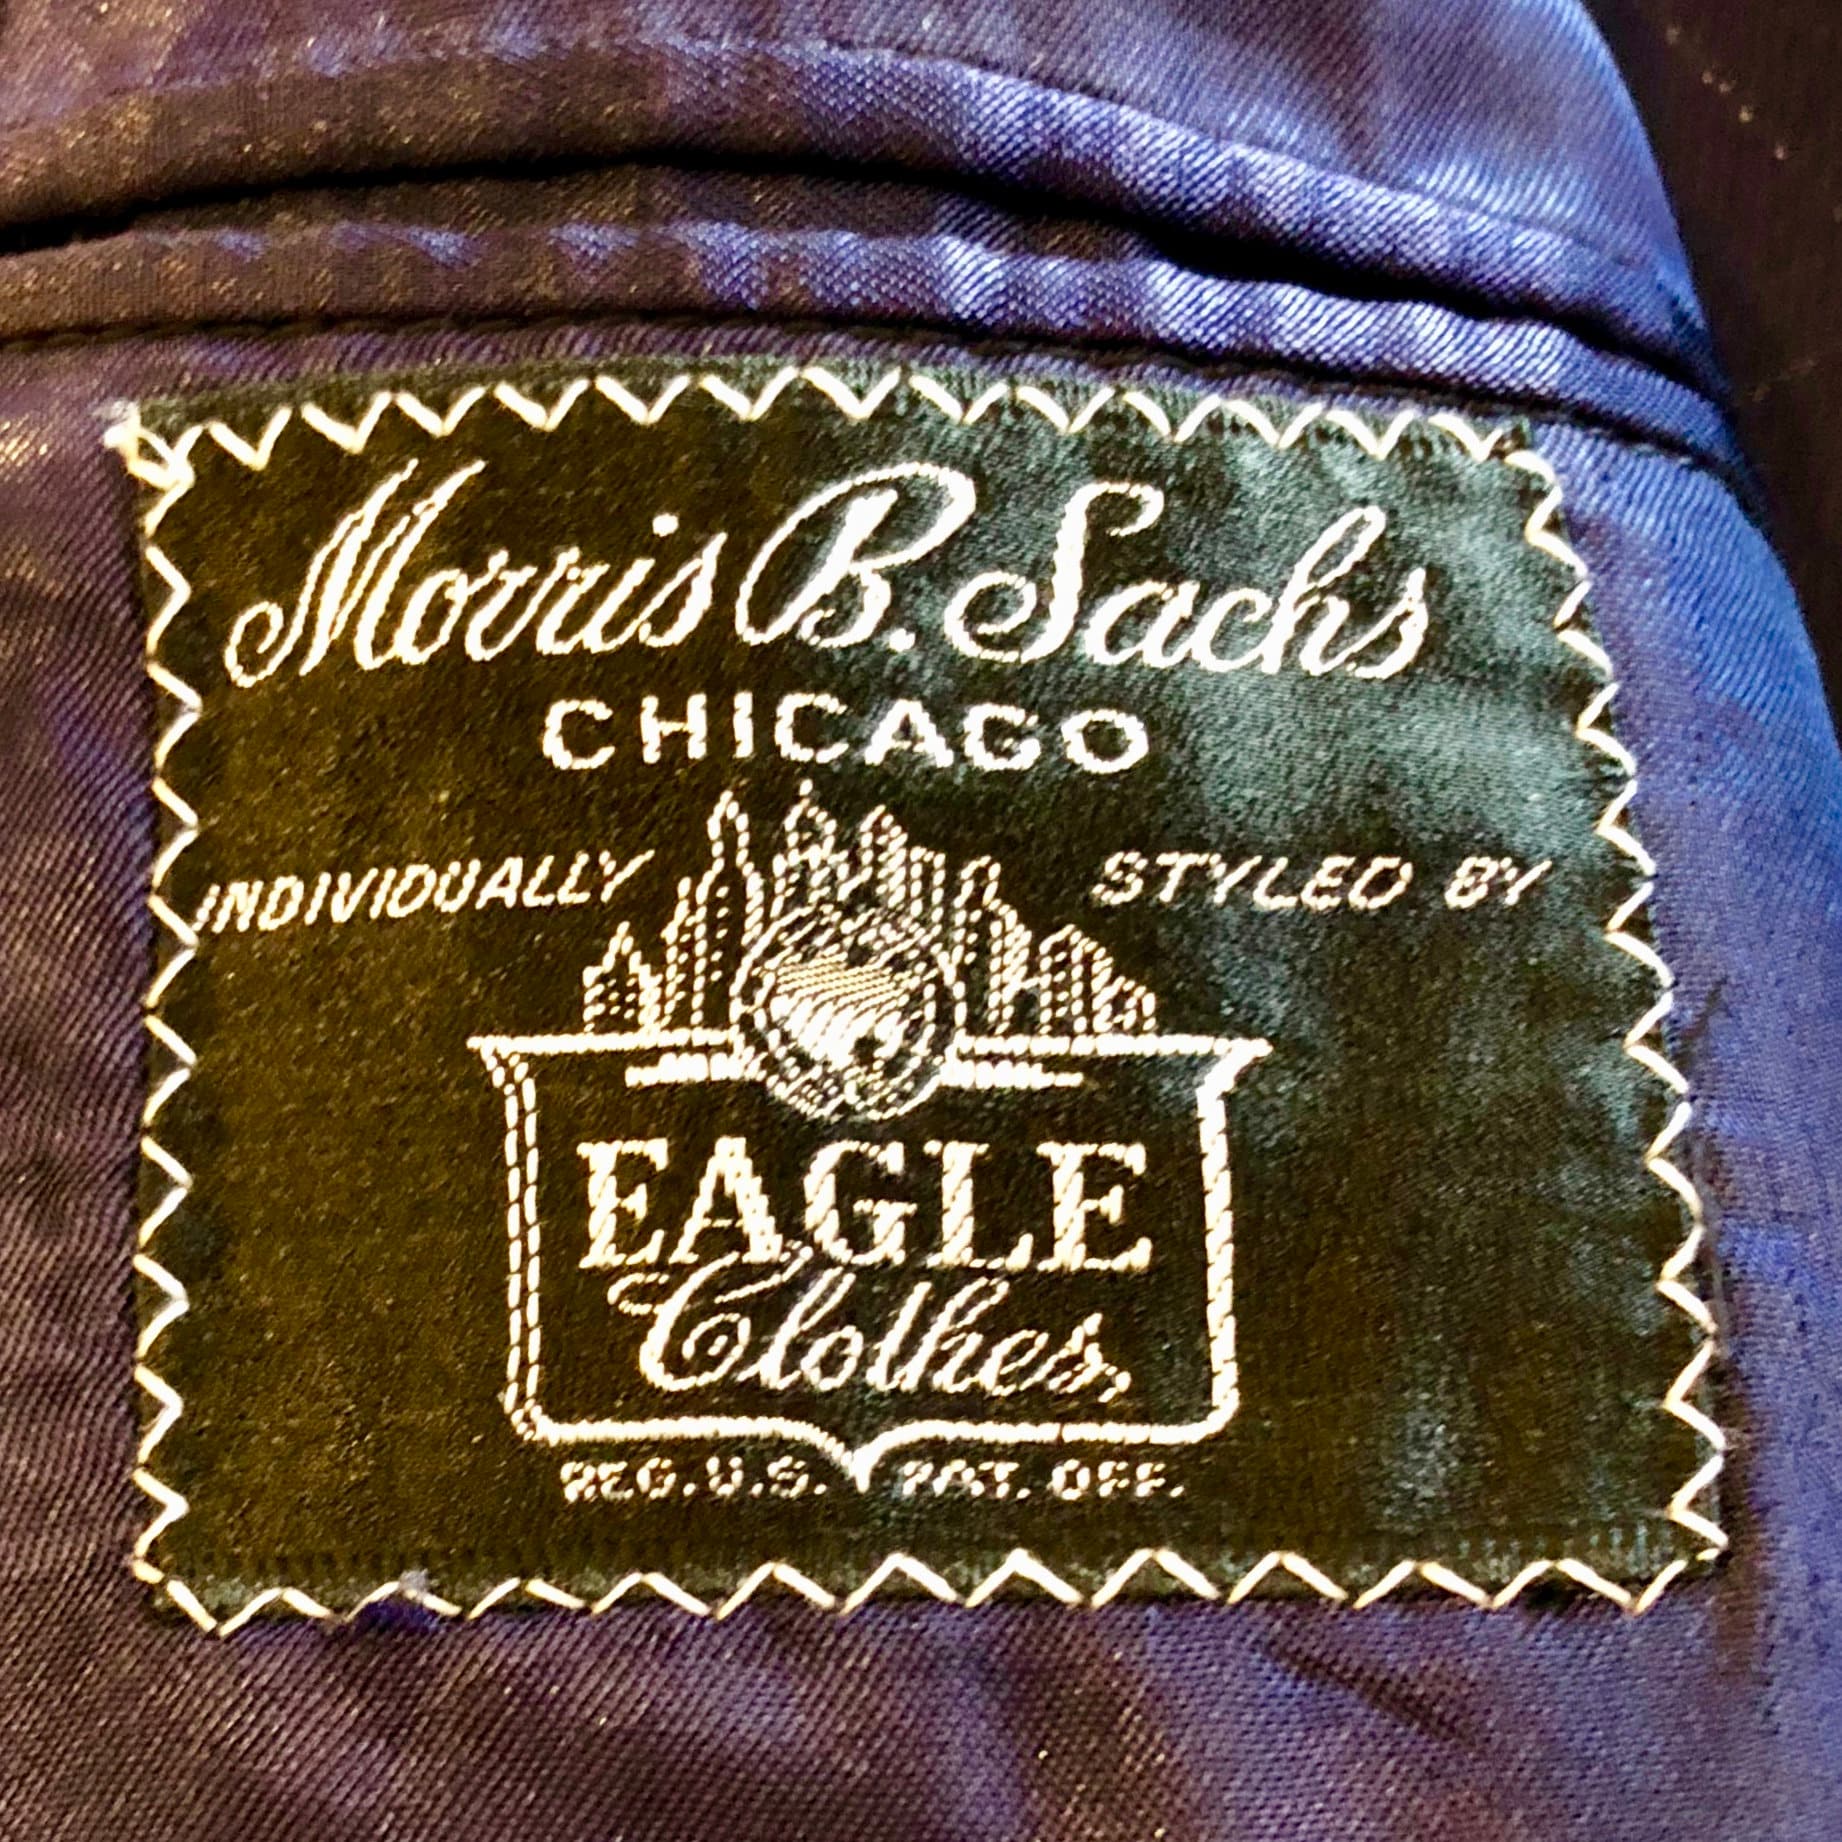 Morris B. Sachs
CHICAGO
INDIVIDUALLY STYLED BY
EAGLE
Clothes,
REG. U.S. PAT. OFF.